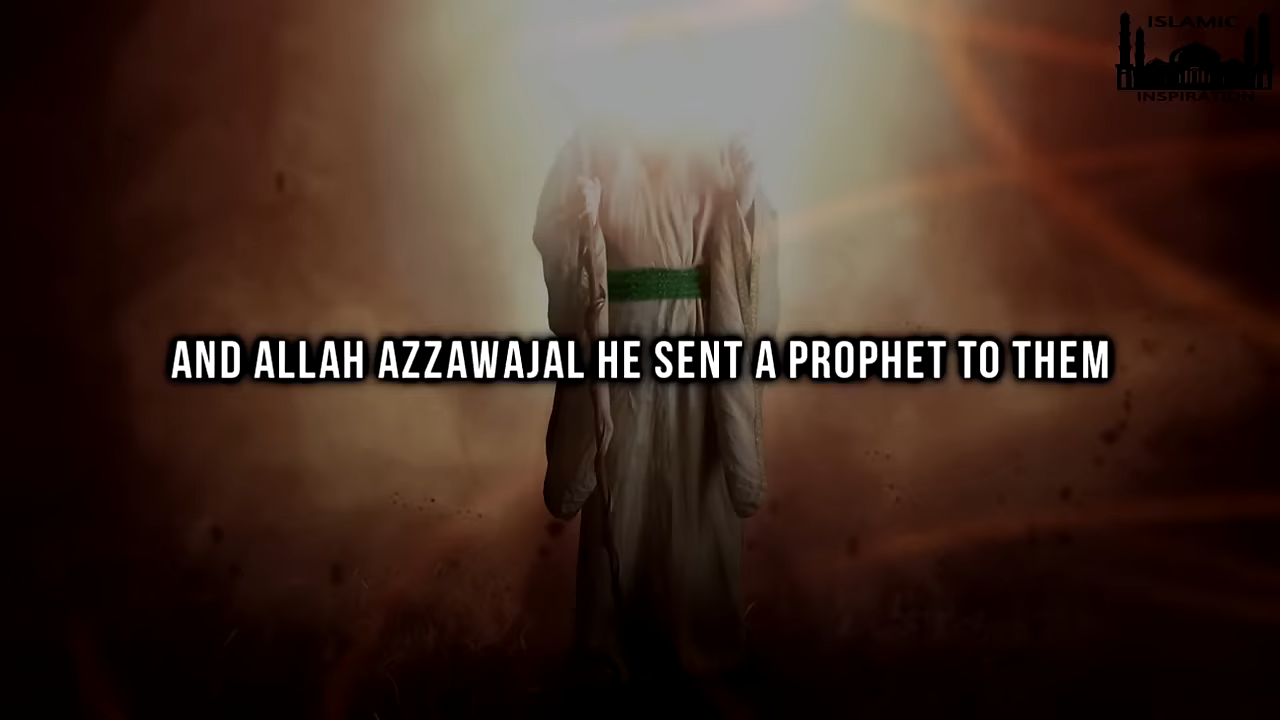 ISLAMIC
INSPIRATION
AND ALLAH AZZAWAJAL HE SENT A PROPHET TO THEM